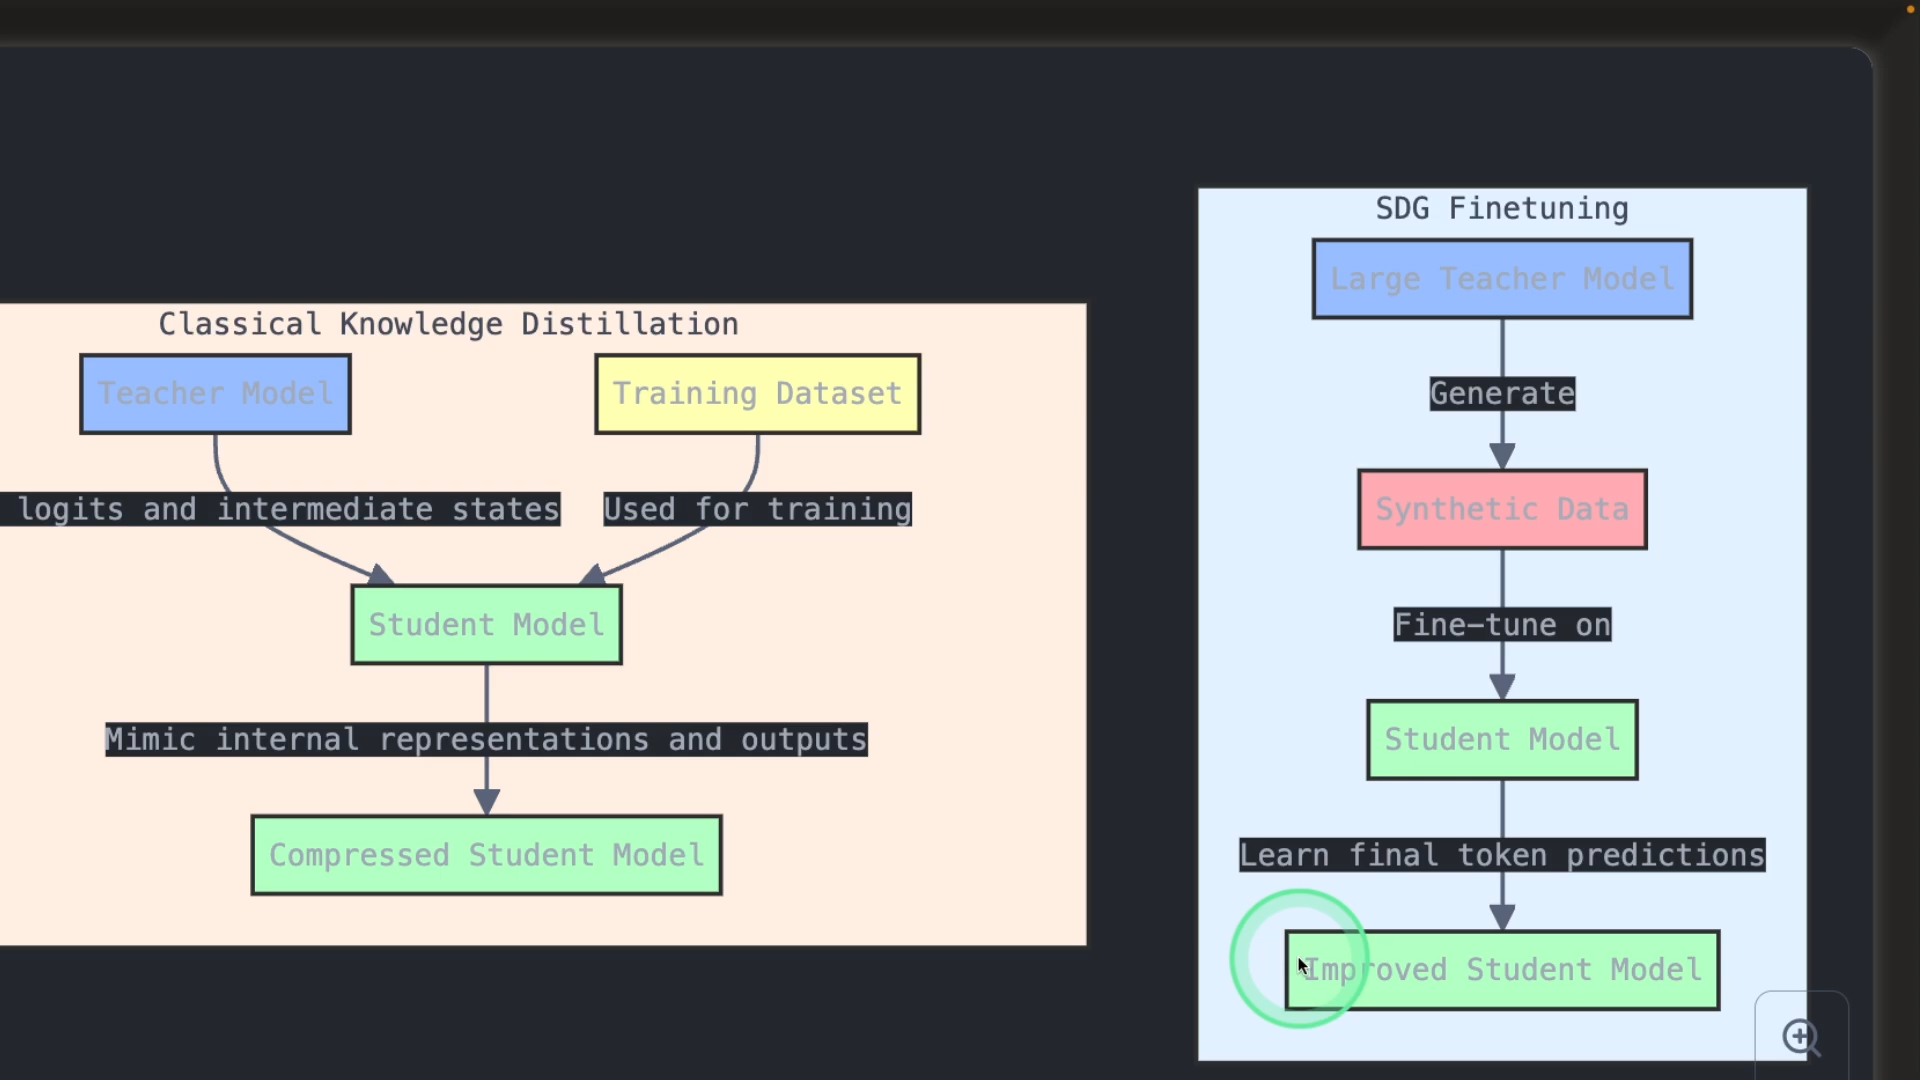 Classical Knowledge Distillation
Teacher Model
Training Dataset
logits and intermediate states
Used for training
Student Model
Mimic internal representations and outputs
Compressed Student Model
SDG Finetuning
Large Teacher Model
Generate
Synthetic Data
Fine-tune on
Student Model
Learn final token predictions
Improved Student Model